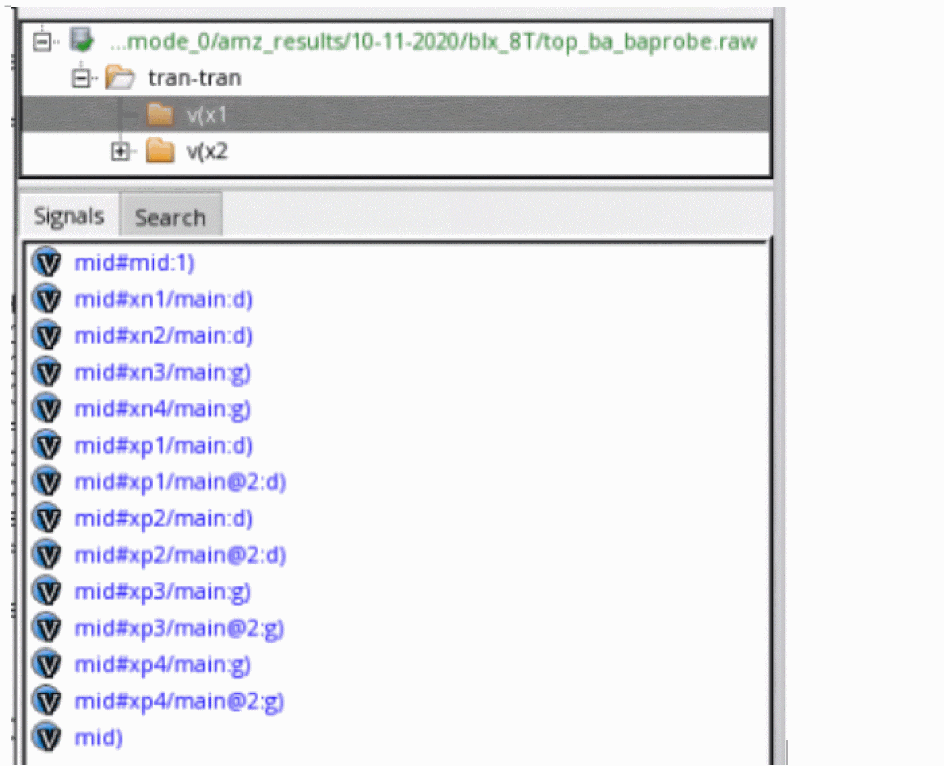 ...mode_0/amz_results/10-11-2020/blx_8T/top_ba_baprobe.raw
tran-tran
v(x1
v(x2
Signals Search
mid#mid:1)
mid#xn1/main:d)
mid#xn2/main:d)
mid#xn3/main:g)
mid#xn4/main:g)
mid#xp1/main:d)
mid#xp1/main@2:d)
mid#xp2/main:d)
mid#xp2/main@2:d)
mid#xp3/main:g)
mid#xp3/main@2:g)
mid#xp4/main:g)
mid#xp4/main@2:g)
mid)